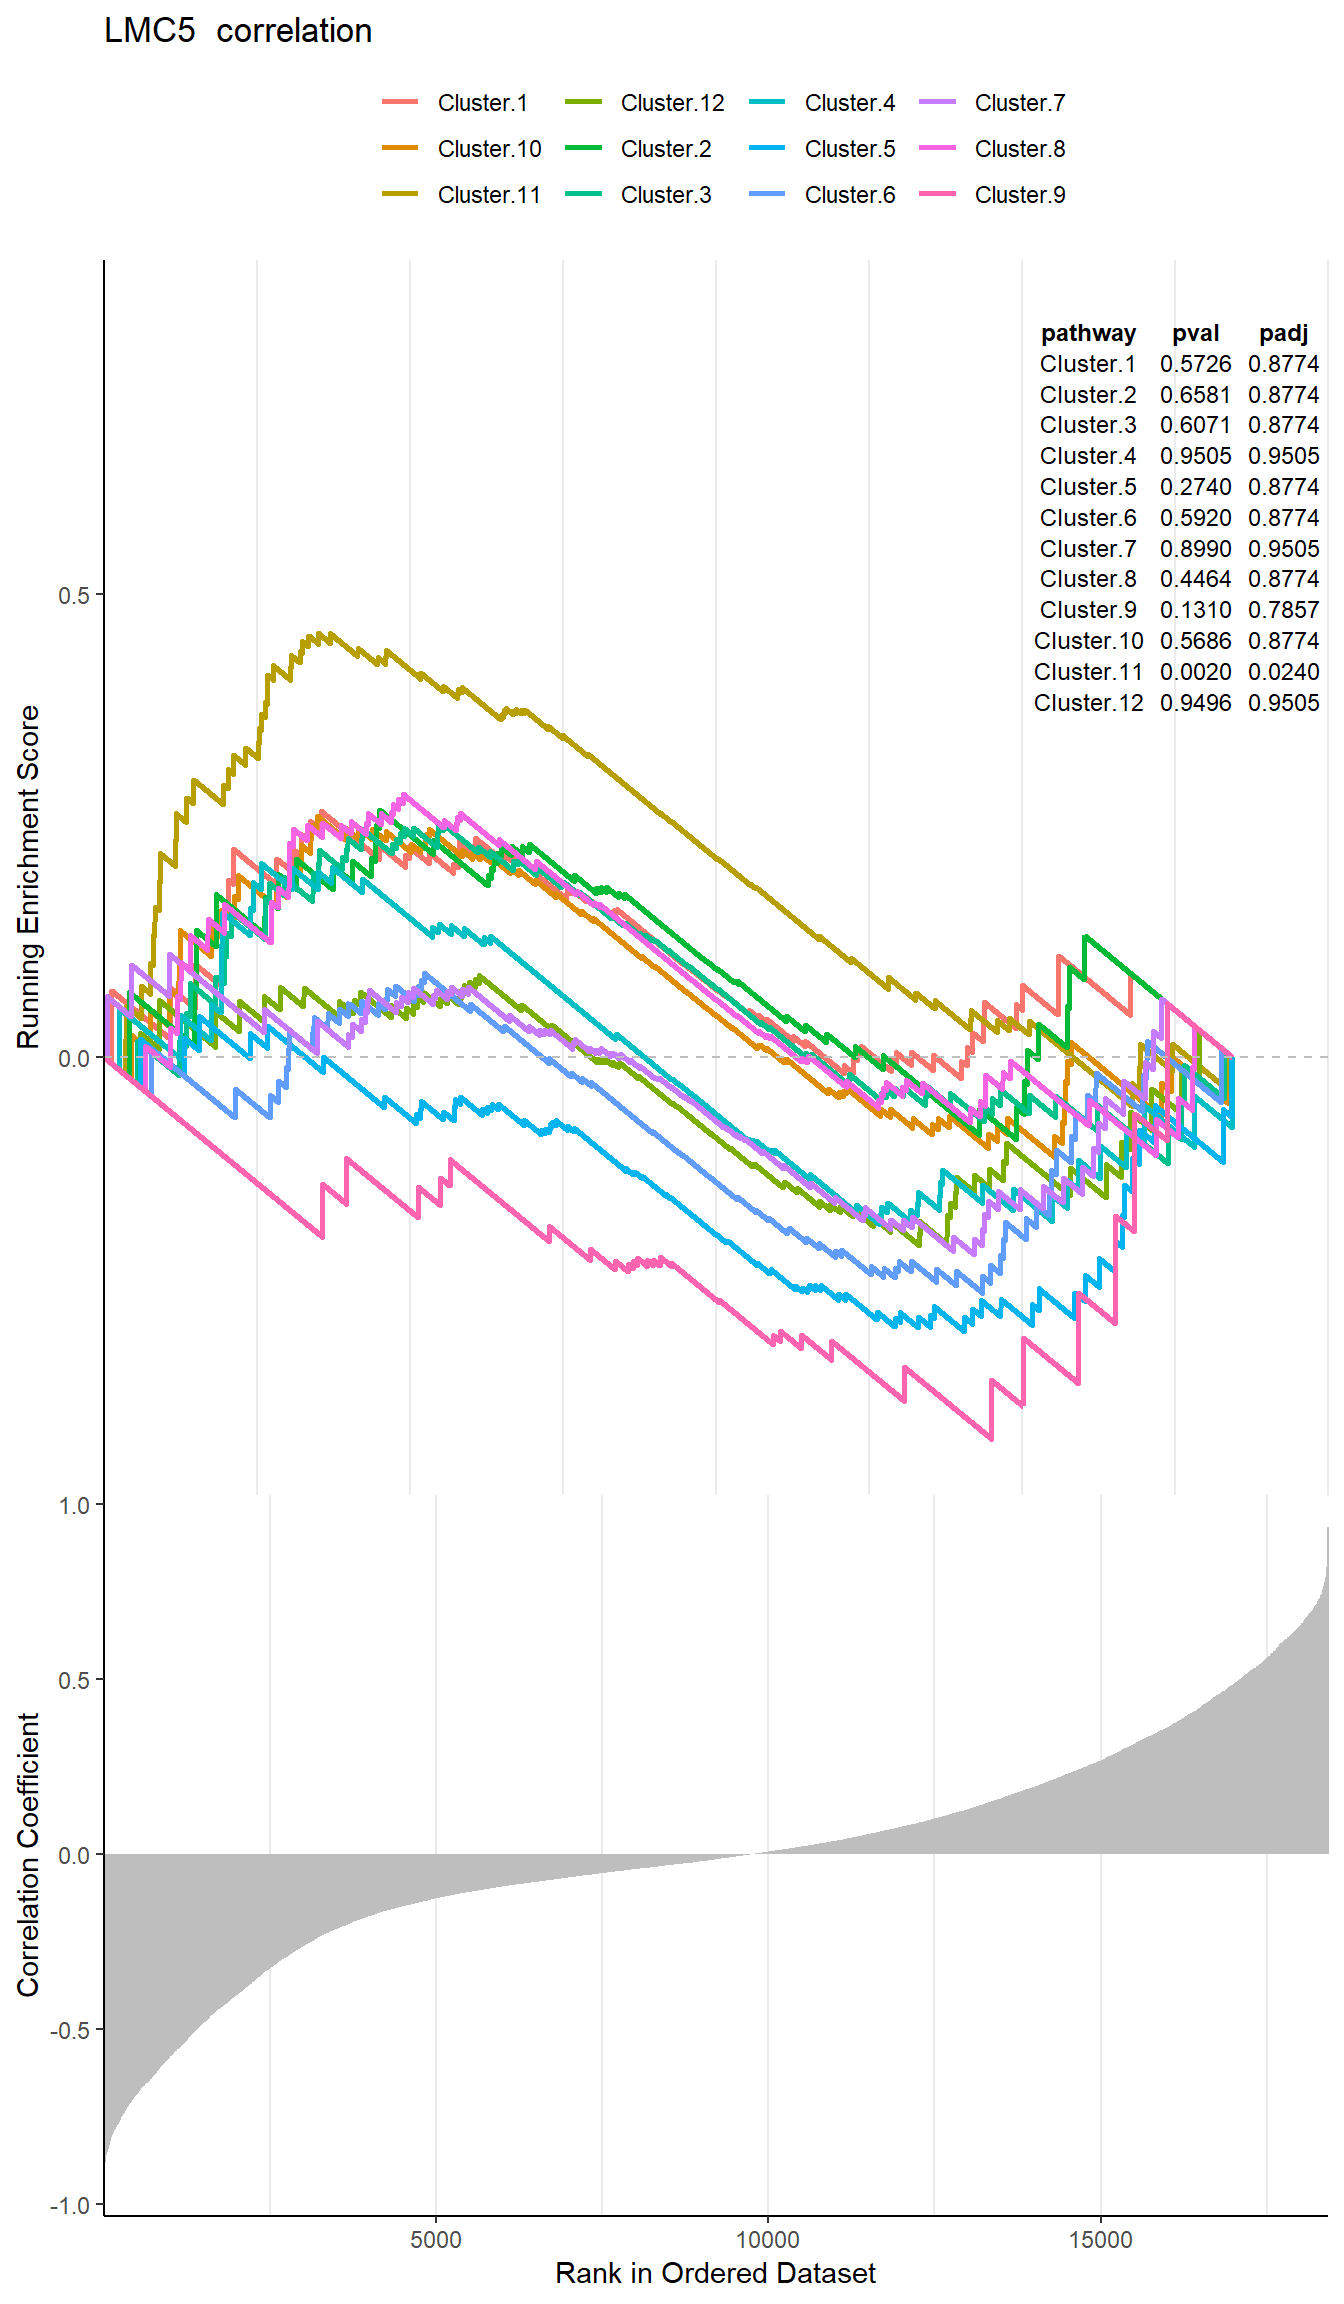 LMC5  correlation
Cluster.1 Cluster.12 Cluster.4 Cluster.7
Cluster.10 Cluster.2 Cluster.5 Cluster.8
Cluster.11 Cluster.3 Cluster.6 Cluster.9
pathway pval padj
Cluster.1 0.5726 0.8774
Cluster.2 0.6581 0.8774
Cluster.3 0.6071 0.8774
Cluster.4 0.9505 0.9505
Cluster.5 0.2740 0.8774
Cluster.6 0.5920 0.8774
Cluster.7 0.8990 0.9505
Cluster.8 0.4464 0.8774
Cluster.9 0.1310 0.7857
Cluster.10 0.5686 0.8774
Cluster.11 0.0020 0.0240
Cluster.12 0.9496 0.9505
Running Enrichment Score
0.5
0.0
Correlation Coefficient
1.0
0.5
0.0
-0.5
-1.0
5000 10000 15000
Rank in Ordered Dataset